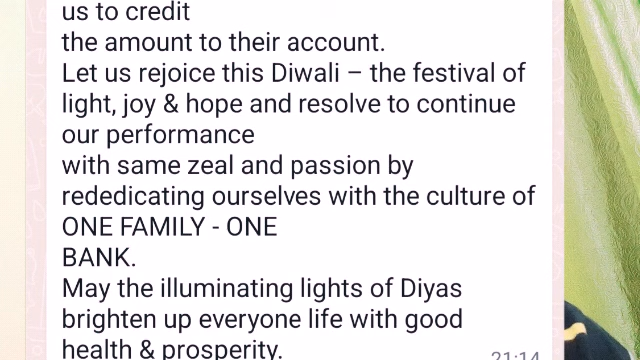 us to credit
the amount to their account.
Let us rejoice this Diwali – the festival of
light, joy & hope and resolve to continue
our performance
with same zeal and passion by
rededicating ourselves with the culture of
ONE FAMILY - ONE
BANK.
May the illuminating lights of Diyas
brighten up everyone life with good
health & prosperity.
21:14